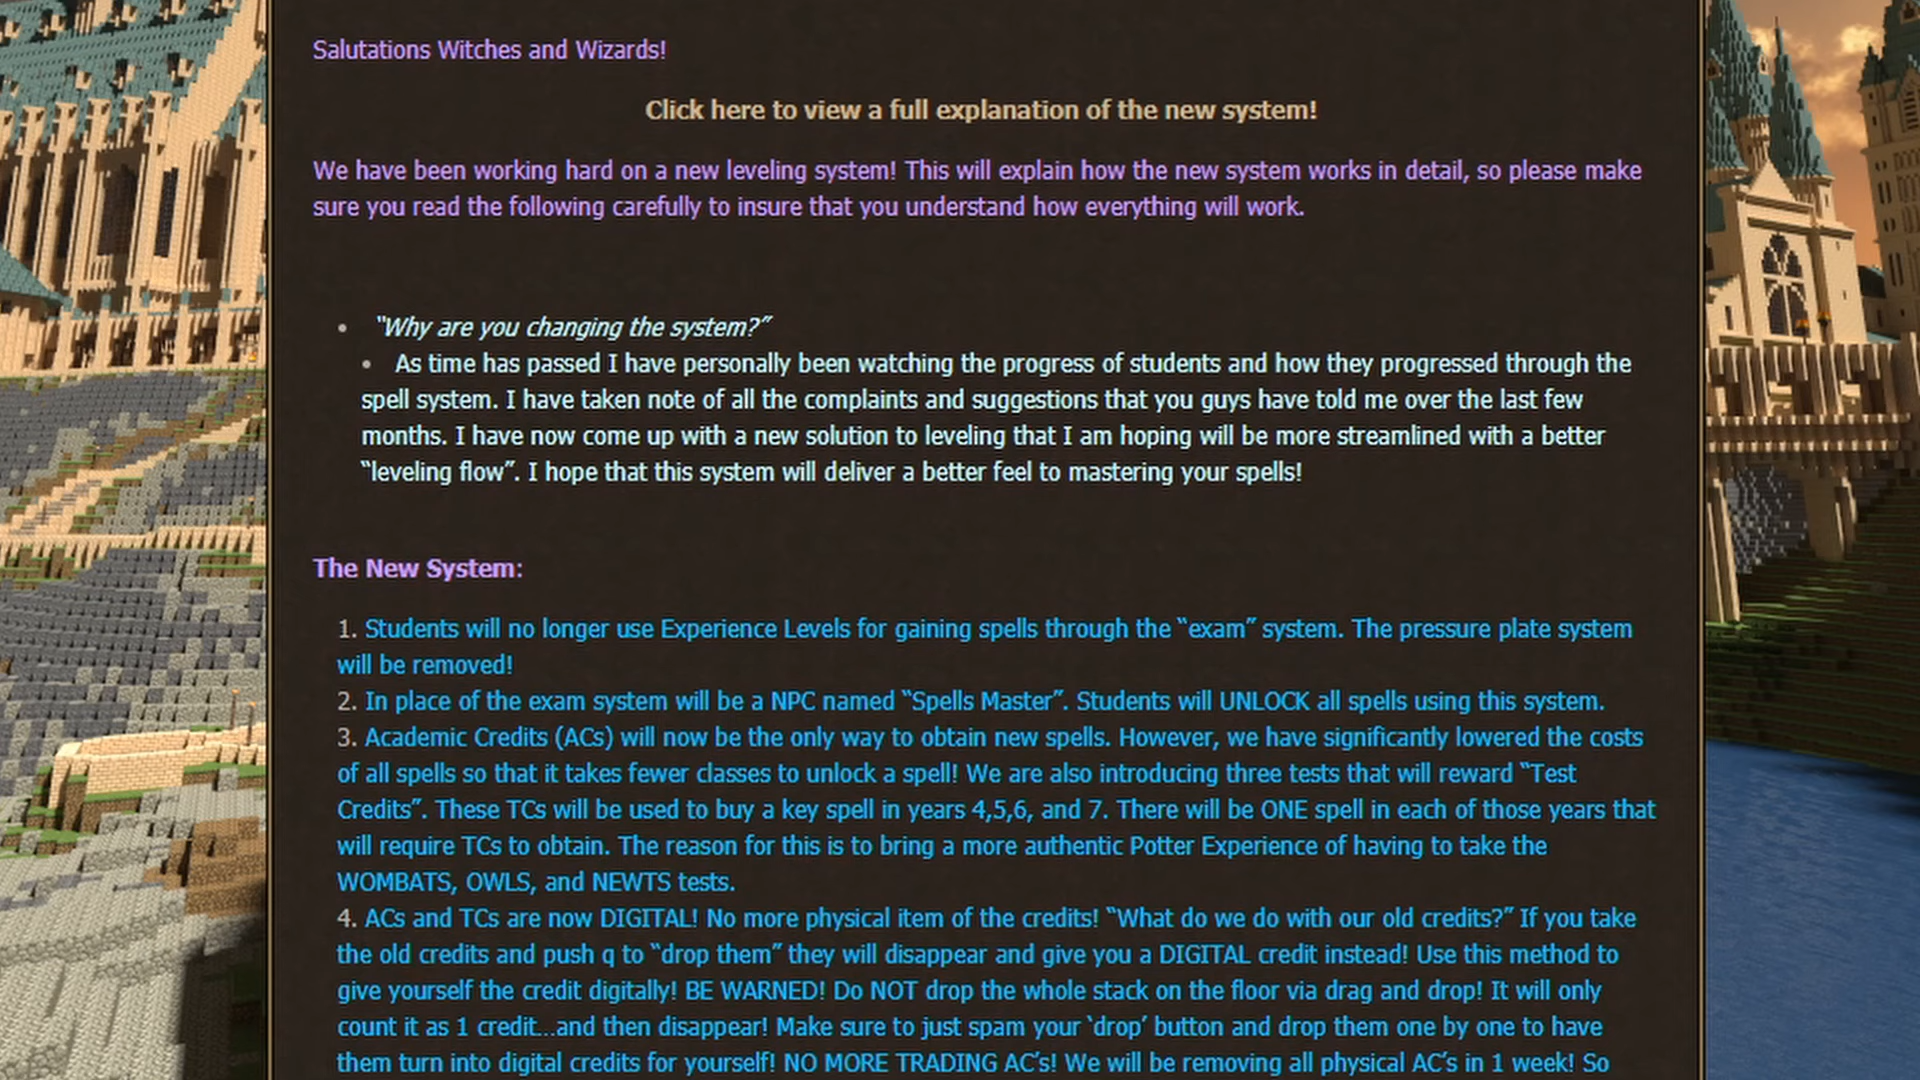 Salutations Witches and Wizards!
Click here to view a full explanation of the new system!
We have been working hard on a new leveling system! This will explain how the new system works in detail, so please make
sure you read the following carefully to insure that you understand how everything will work.
• “Why are you changing the system?”
• As time has passed I have personally been watching the progress of students and how they progressed through the
spell system. I have taken note of all the complaints and suggestions that you guys have told me over the last few
months. I have now come up with a new solution to leveling that I am hoping will be more streamlined with a better
“leveling flow”. I hope that this system will deliver a better feel to mastering your spells!
The New System:
1. Students will no longer use Experience Levels for gaining spells through the “exam” system. The pressure plate system
will be removed!
2. In place of the exam system will be a NPC named “Spells Master”. Students will UNLOCK all spells using this system.
3. Academic Credits (ACs) will now be the only way to obtain new spells. However, we have significantly lowered the costs
of all spells so that it takes fewer classes to unlock a spell! We are also introducing three tests that will reward “Test
Credits”. These TCs will be used to buy a key spell in years 4,5,6, and 7. There will be ONE spell in each of those years that
will require TCs to obtain. The reason for this is to bring a more authentic Potter Experience of having to take the
WOMBATS, OWLS, and NEWTS tests.
4. ACs and TCs are now DIGITAL! No more physical item of the credits! “What do we do with our old credits?” If you take
the old credits and push q to “drop them” they will disappear and give you a DIGITAL credit instead! Use this method to
give yourself the credit digitally! BE WARNED! Do NOT drop the whole stack on the floor via drag and drop! It will only
count it as 1 credit...and then disappear! Make sure to just spam your ‘drop’ button and drop them one by one to have
them turn into digital credits for yourself! NO MORE TRADING AC’s! We will be removing all physical AC’s in 1 week! So